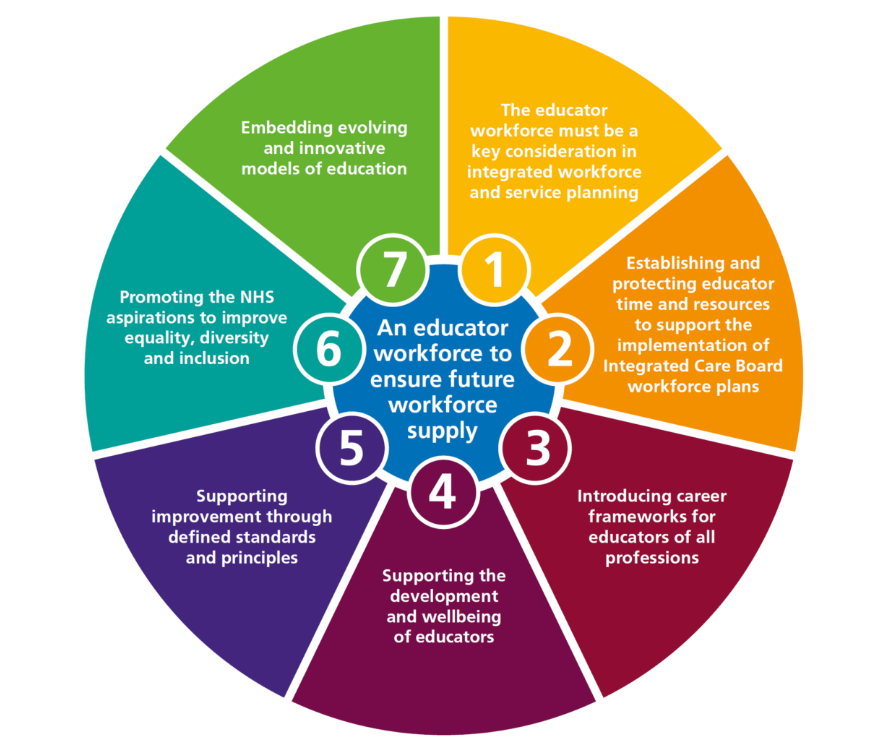 An educator
workforce to
ensure future
workforce
supply
1
The educator
workforce must be a
key consideration in
integrated workforce
and service planning
2
Establishing and
protecting educator
time and resources
to support the
implementation of
Integrated Care Board
workforce plans
3
Introducing career
frameworks for
educators of all
professions
4
Supporting the
development
and wellbeing
of educators
5
Supporting
improvement through
defined standards
and principles
6
Promoting the NHS
aspirations to improve
equality, diversity
and inclusion
7
Embedding evolving
and innovative
models of education